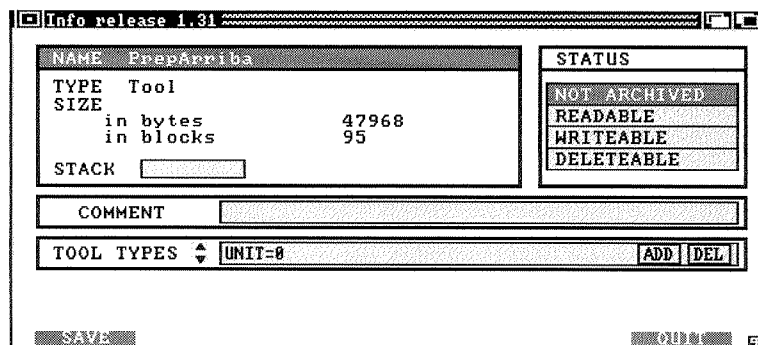 Info release 1.31
NAME PrepArriba
TYPE Tool
SIZE
in bytes 47968
in blocks 95
STACK
STATUS
NOT ARCHIVED
READABLE
WRITEABLE
DELETEABLE
COMMENT
TOOL TYPES UNIT=0 ADD DEL
SAVE QUIT